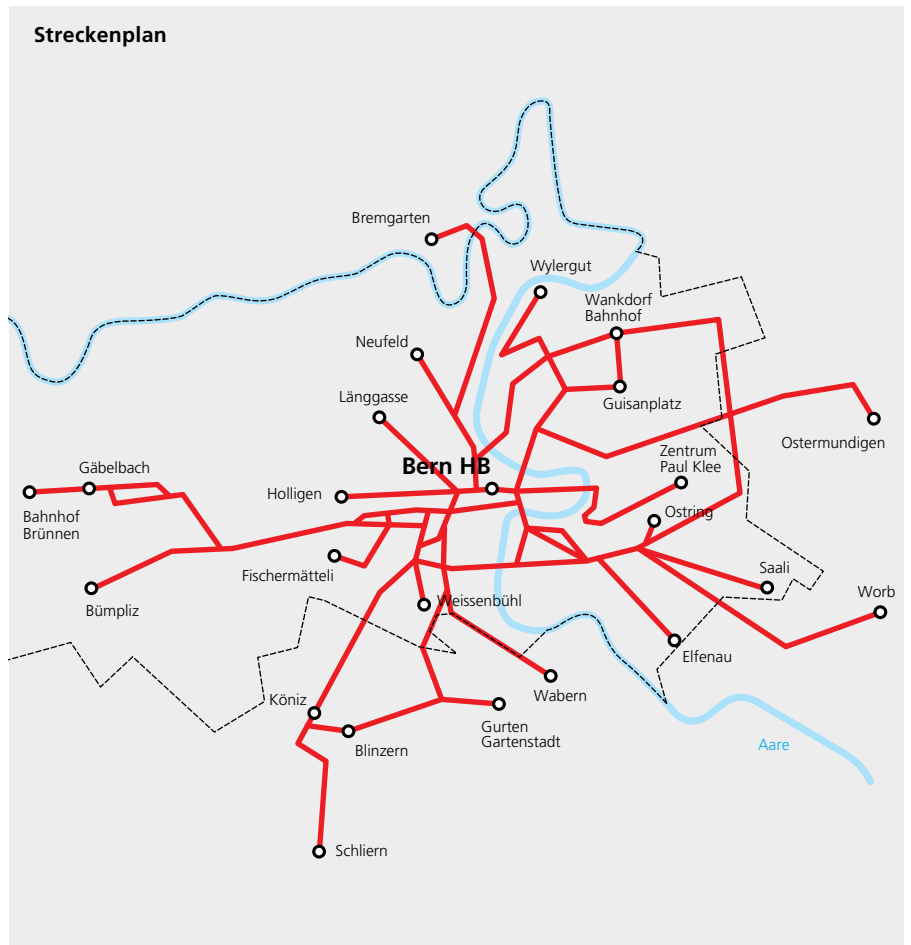 Streckenplan
Bremgarten
Wylergut
Wankdorf
Bahnhof
Neufeld
Länggasse
Guisanplatz
Ostermundigen
Zentrum
Paul Klee
Bern HB
Gäbelbach
Holligen
Ostring
Bahnhof
Brünnen
Fischermätteli
Saali
Bümpliz
Weissenbühl
Worb
Elfenau
Wabern
Köniz
Gurten
Gartenstadt
Blinzern
Aare
Schliern